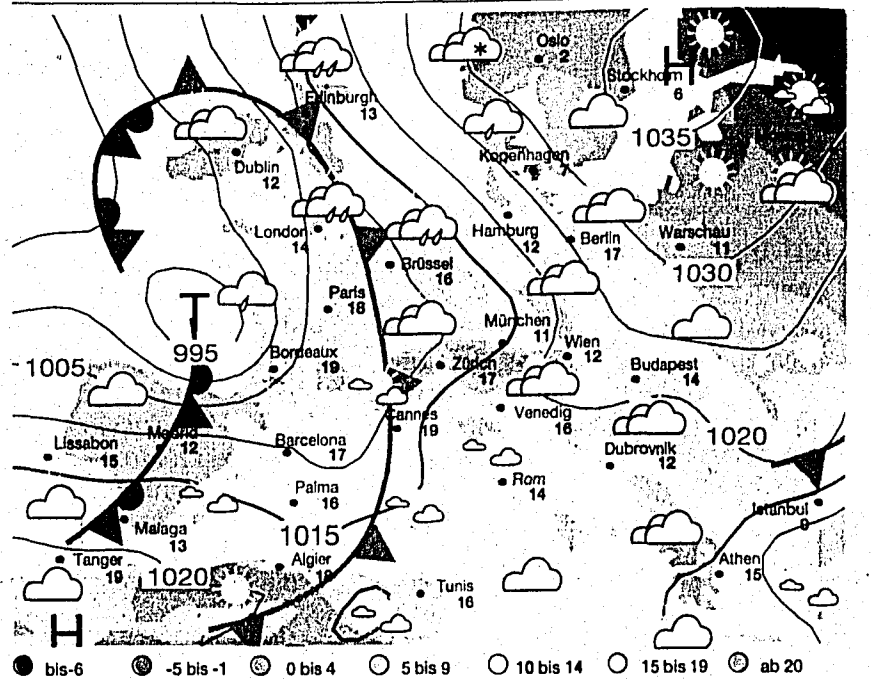 Oslo
2
H
Stockholm
6
Edinburgh
13
1035
Dublin
12
Kopenhagen
7
London
14
Hamburg
12
Berlin
17
Warschau
11
Brüssel
16
1030
T
Paris
18
München
11
Wien
12
995
1005
Bordeaux
19
Zürich
17
Budapest
14
Cannes
19
Venedig
16
1020
Lissabon
15
Madrid
12
Barcelona
17
Dubrovnik
12
Rom
14
Palma
16
Istanbul
9
Malaga
13
1015
Tanger
19
1020
Algier
Athen
15
Tunis
16
H
bis-6 -5 bis -1 0 bis 4 5 bis 9 10 bis 14 15 bis 19 ab 20